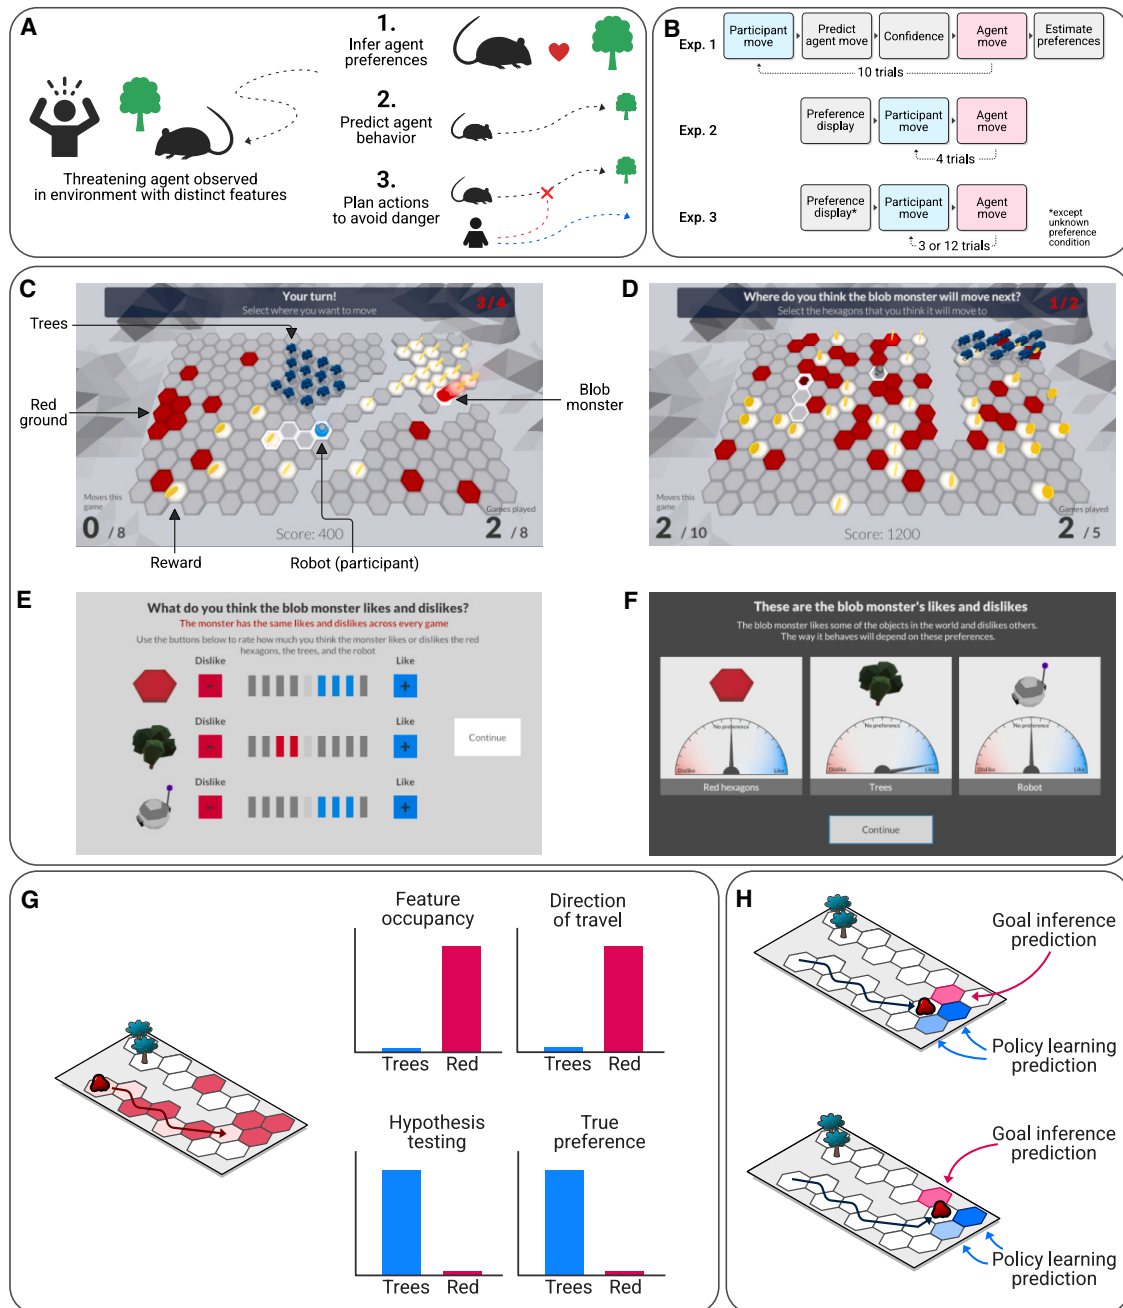 A
1.
Infer agent
preferences
2.
Predict agent
behavior
3.
Plan actions
to avoid danger
Threatening agent observed
in environment with distinct features
B
Exp. 1
Participant
move
Predict
agent move
Confidence
Agent
move
Estimate
preferences
10 trials
Exp. 2
Preference
display
Participant
move
Agent
move
4 trials
Exp. 3
Preference
display*
Participant
move
Agent
move
3 or 12 trials
*except
unknown
preference
condition
C
Your turn!
Select where you want to move
3/4
Trees
Red
ground
Blob
monster
Moves this
game
0 / 8
Score: 400
Games played
2 / 8
Reward
Robot (participant)
D
Where do you think the blob monster will move next?
Select the hexagons that you think it will move to
1/2
Moves this
game
2 / 10
Score: 1200
Games played
2 / 5
E
What do you think the blob monster likes and dislikes?
The monster has the same likes and dislikes across every game
Use the buttons below to rate how much you think the monster likes or dislikes the red
hexagons, the trees, and the robot
Dislike
Like
-
+
Dislike
Like
-
+
Continue
Dislike
Like
-
+
F
These are the blob monster's likes and dislikes
The blob monster likes some of the objects in the world and dislikes others.
The way it behaves will depend on these preferences.
No preference
Dislike
Like
Red hexagons
No preference
Dislike
Like
Trees
No preference
Dislike
Like
Robot
Continue
G
Feature
occupancy
Trees Red
Direction
of travel
Trees Red
Hypothesis
testing
Trees Red
True
preference
Trees Red
H
Goal inference
prediction
Policy learning
prediction
Goal inference
prediction
Policy learning
prediction